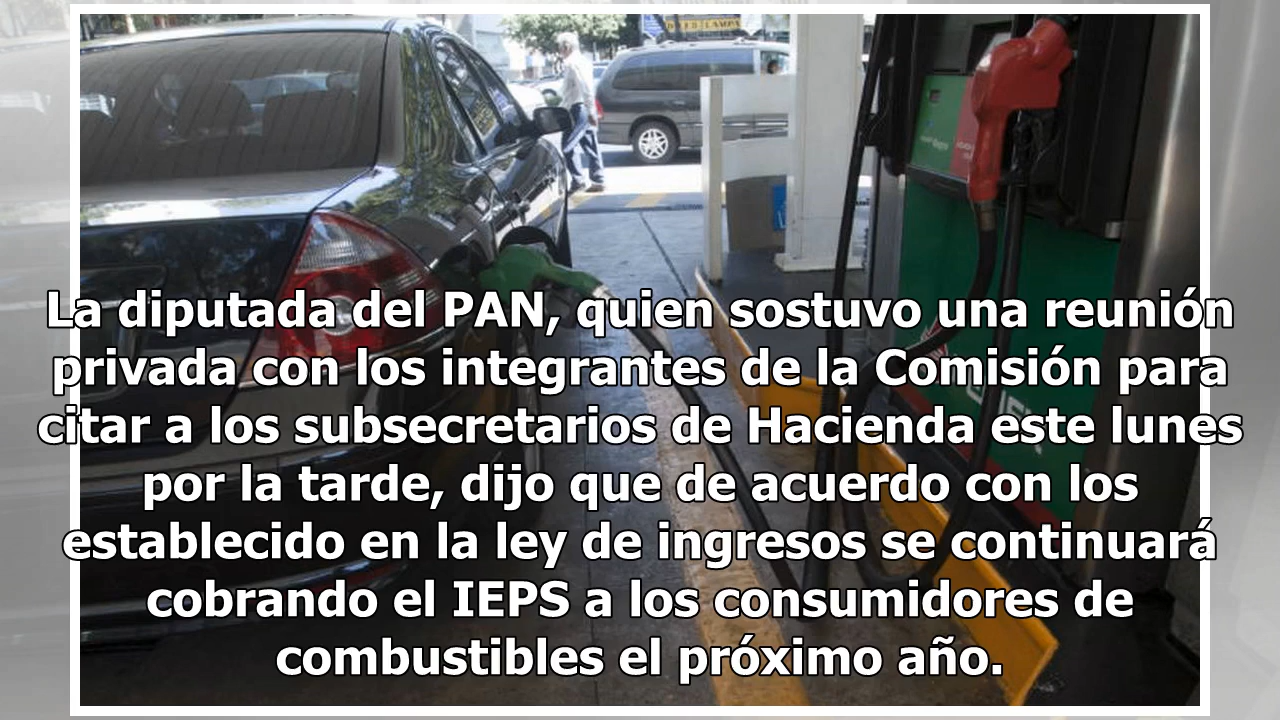 La diputada del PAN, quien sostuvo una reunión
privada con los integrantes de la Comisión para
citar a los subsecretarios de Hacienda este lunes
por la tarde, dijo que de acuerdo con los
establecido en la ley de ingresos se continuará
cobrando el IEPS a los consumidores de
combustibles el próximo año.